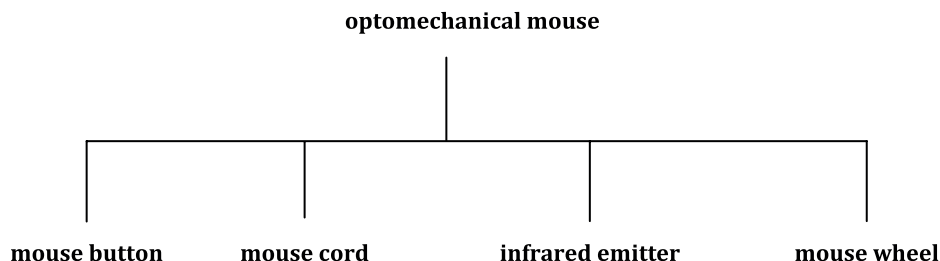 optomechanical mouse
mouse button mouse cord infrared emitter mouse wheel